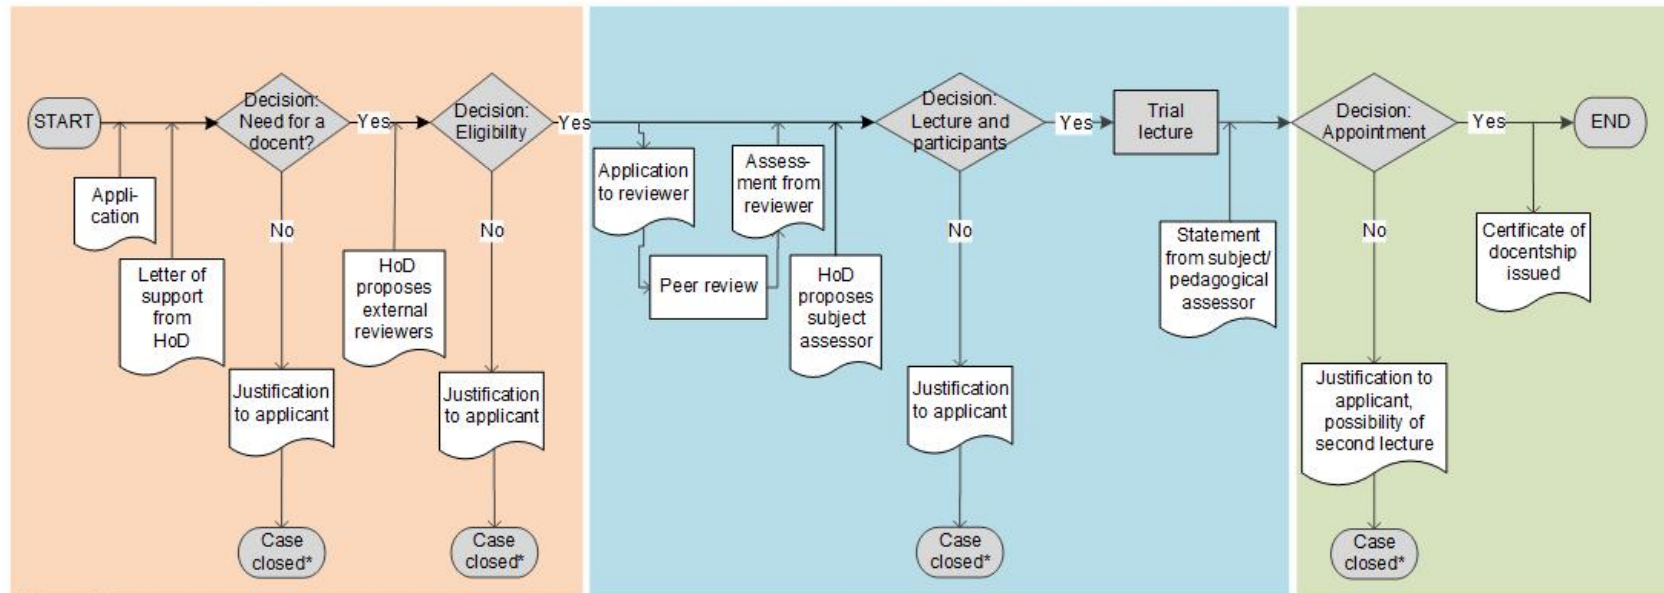 START
Appli-
cation
Letter of
support
from
HoD
Decision:
Need for a
docent?
Yes
No
Justification
to applicant
Case
closed*
HoD
proposes
external
reviewers
Decision:
Eligibility
Yes
No
Justification
to applicant
Case
closed*
Application
to reviewer
Peer review
Assess-
ment from
reviewer
HoD
proposes
subject
assessor
Decision:
Lecture and
participants
Yes
No
Justification
to applicant
Case
closed*
Trial
lecture
Statement
from subject/
pedagogical
assessor
Decision:
Appointment
Yes
No
Justification to
applicant,
possibility of
second lecture
Case
closed*
Certificate of
docentship
issued
END